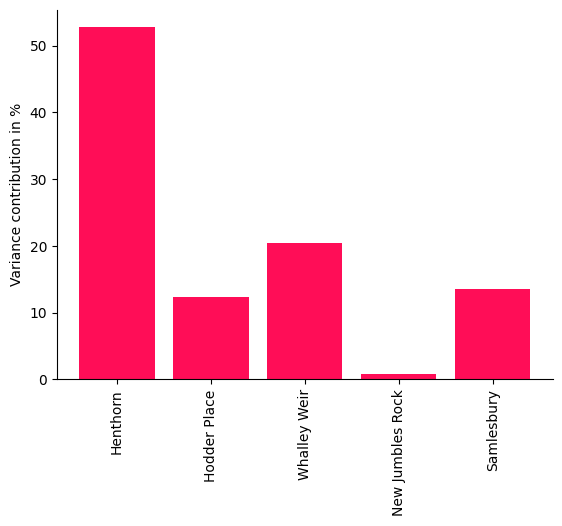 Variance contribution in %
50
40
30
20
10
0
Henthorn
Hodder Place
Whalley Weir
New Jumbles Rock
Samlesbury